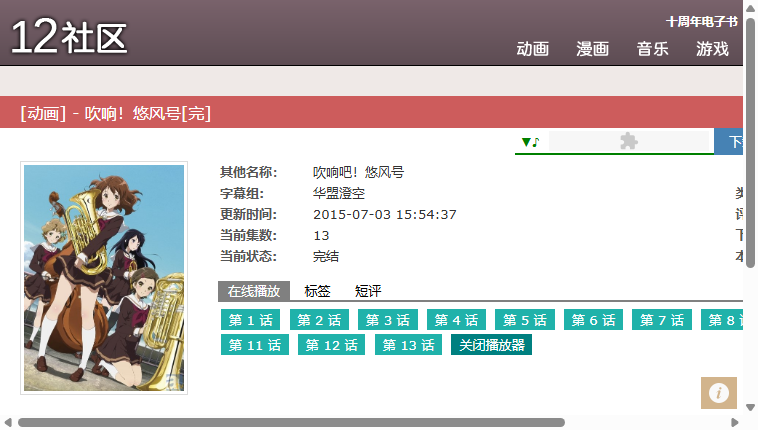 12社区
十周年电子书
动画 漫画 音乐 游戏
[动画] - 吹响！悠风号[完]
▼♪
下
其他名称: 吹响吧！悠风号
字幕组: 华盟澄空
更新时间: 2015-07-03 15:54:37
当前集数: 13
当前状态: 完结
在线播放 标签 短评
第 1 话 第 2 话 第 3 话 第 4 话 第 5 话 第 6 话 第 7 话 第 8
第 11 话 第 12 话 第 13 话 关闭播放器